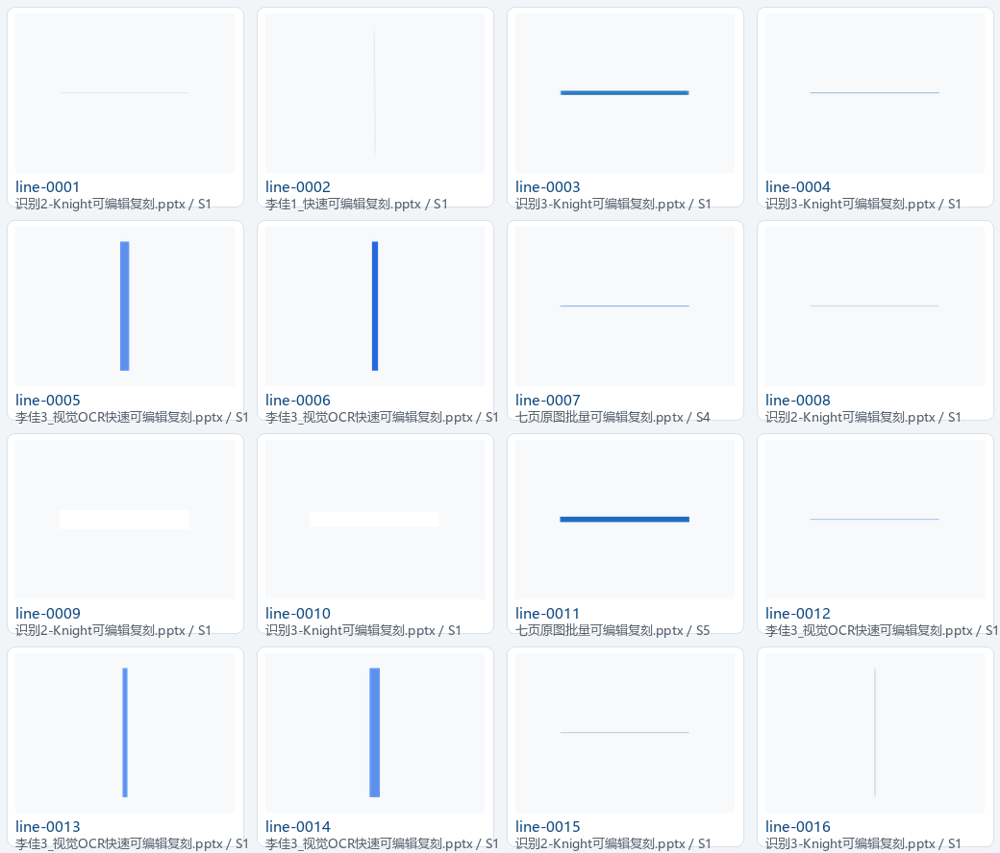 line-0001
识别2-Knight可编辑复刻.pptx / S1
line-0002
李佳1_快速可编辑复刻.pptx / S1
line-0003
识别3-Knight可编辑复刻.pptx / S1
line-0004
识别3-Knight可编辑复刻.pptx / S1
line-0005
李佳3_视觉OCR快速可编辑复刻.pptx / S1
line-0006
李佳3_视觉OCR快速可编辑复刻.pptx / S1
line-0007
七页原图批量可编辑复刻.pptx / S4
line-0008
识别2-Knight可编辑复刻.pptx / S1
line-0009
识别2-Knight可编辑复刻.pptx / S1
line-0010
识别3-Knight可编辑复刻.pptx / S1
line-0011
七页原图批量可编辑复刻.pptx / S5
line-0012
李佳3_视觉OCR快速可编辑复刻.pptx / S1
line-0013
李佳3_视觉OCR快速可编辑复刻.pptx / S1
line-0014
李佳3_视觉OCR快速可编辑复刻.pptx / S1
line-0015
识别2-Knight可编辑复刻.pptx / S1
line-0016
识别3-Knight可编辑复刻.pptx / S1